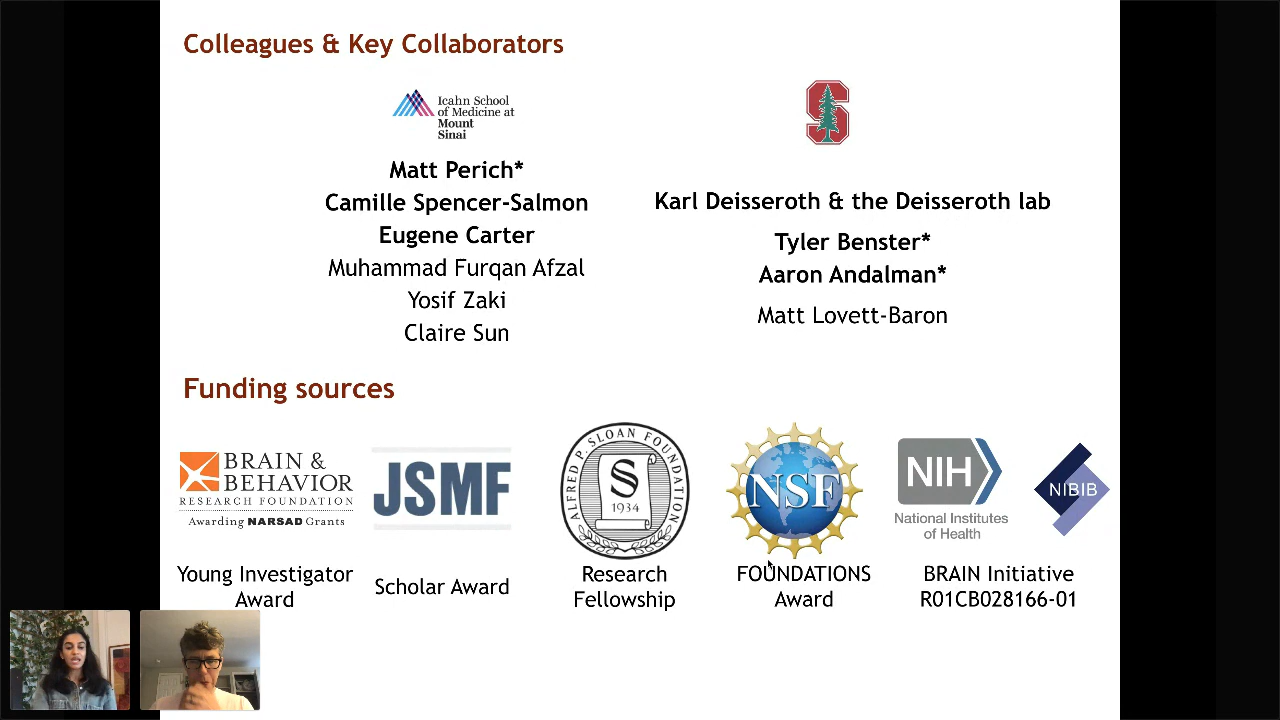 Colleagues & Key Collaborators
Icahn School
of Medicine at
Mount
Sinai
Matt Perich*
Camille Spencer-Salmon
Eugene Carter
Muhammad Furqan Afzal
Yosif Zaki
Claire Sun
S
Karl Deisseroth & the Deisseroth lab
Tyler Benster*
Aaron Andalman*
Matt Lovett-Baron
Funding sources
BRAIN &
BEHAVIOR
RESEARCH FOUNDATION
Awarding NARSAD Grants
Young Investigator
Award
JSMF
Scholar Award
ALFRED P. SLOAN FOUNDATION
S
1934
Research
Fellowship
NSF
FOUNDATIONS
Award
NIH
National Institutes
of Health
NIBIB
BRAIN Initiative
R01CB028166-01